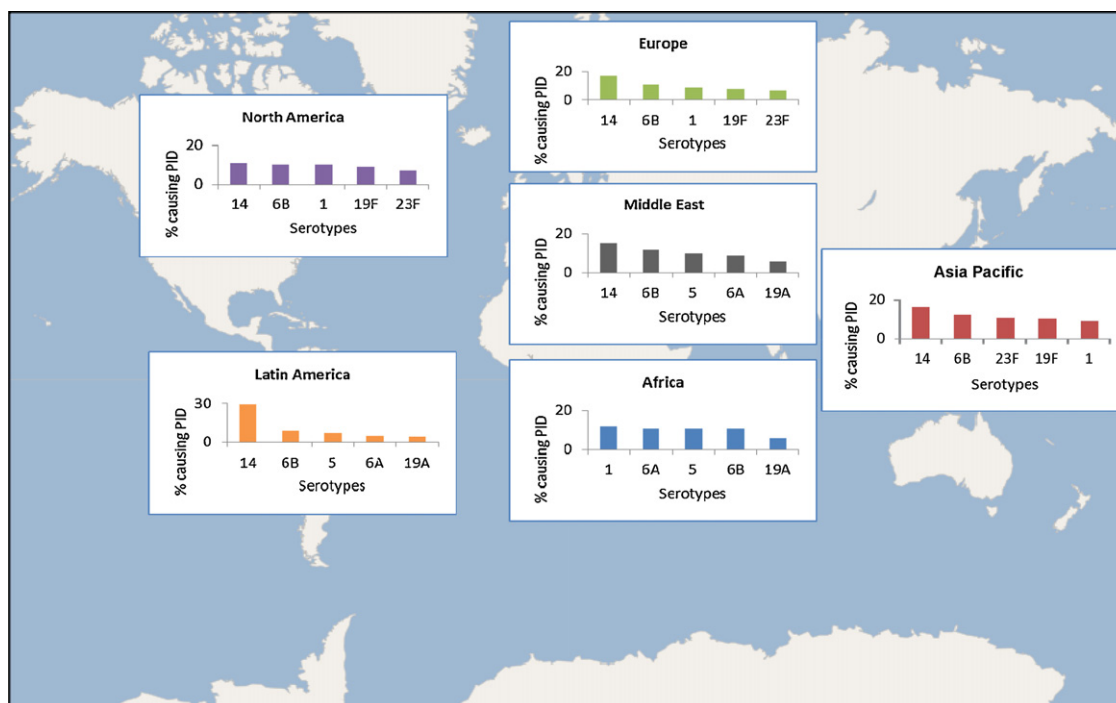 Europe
% causing PID
20
0
14 6B 1 19F 23F
Serotypes
North America
% causing PID
20
0
14 6B 1 19F 23F
Serotypes
Middle East
% causing PID
20
0
14 6B 5 6A 19A
Serotypes
Asia Pacific
% causing PID
20
0
14 6B 23F 19F 1
Serotypes
Latin America
% causing PID
30
0
14 6B 5 6A 19A
Serotypes
Africa
% causing PID
20
0
1 6A 5 6B 19A
Serotypes